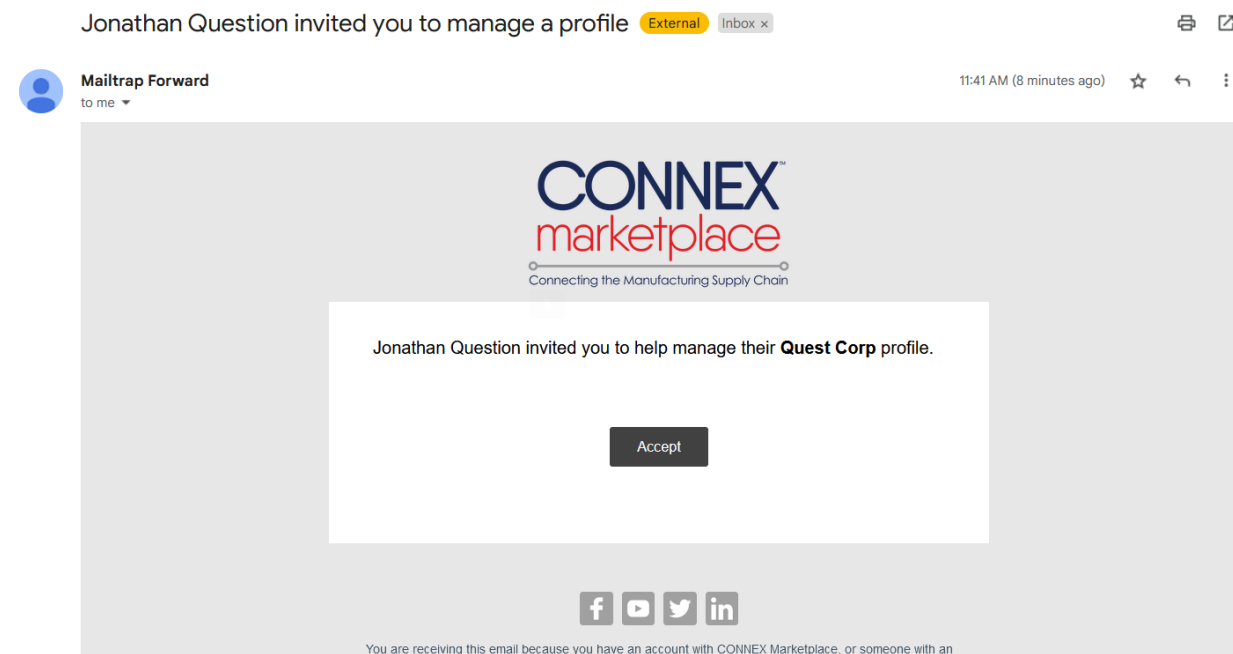 Jonathan Question invited you to manage a profile External Inbox ×
Mailtrap Forward
11:41 AM (8 minutes ago)
to me
CONNEX™
marketplace
Connecting the Manufacturing Supply Chain
Jonathan Question invited you to help manage their Quest Corp profile.
Accept
You are receiving this email because you have an account with CONNEX Marketplace, or someone with an